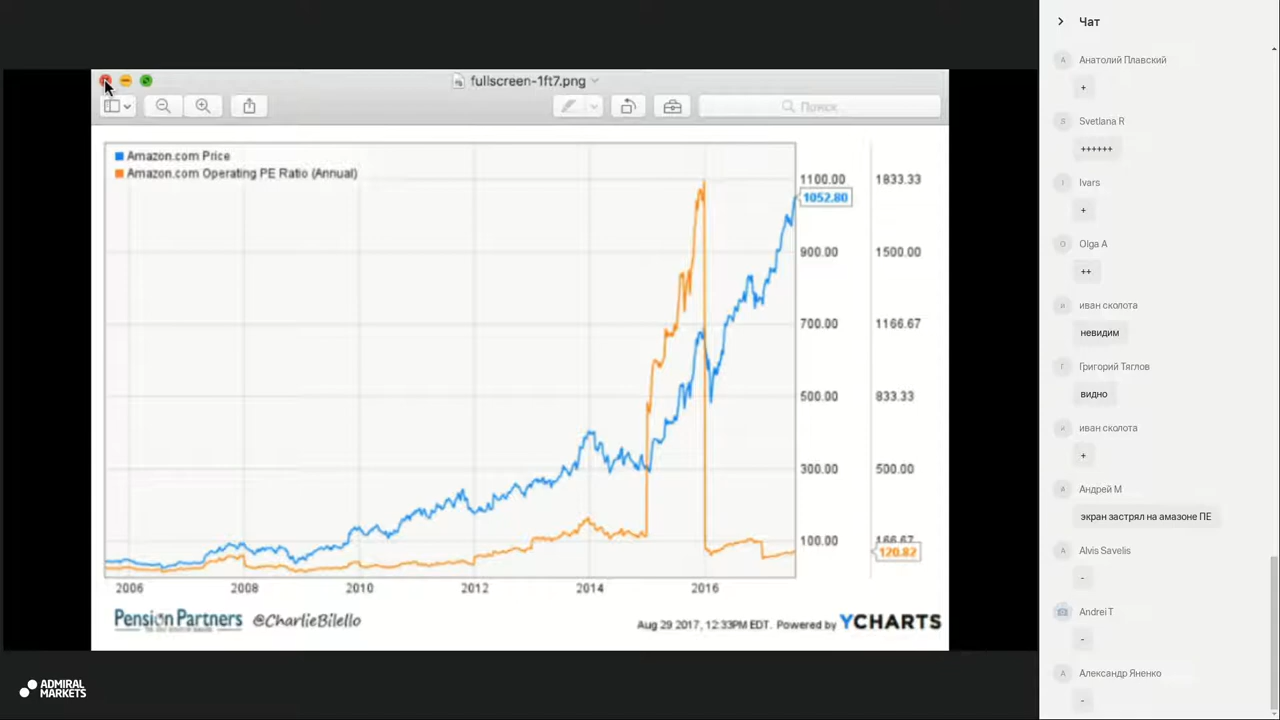 fullscreen-1ft7.png
Поиск
Amazon.com Price
Amazon.com Operating PE Ratio (Annual)
1100.00 1833.33
1052.80
900.00 1500.00
700.00 1166.67
500.00 833.33
300.00 500.00
100.00 166.67
120.82
2006 2008 2010 2012 2014 2016
Pension Partners @CharlieBilello
Aug 29 2017, 12:33PM EDT. Powered by YCHARTS
ADMIRAL
MARKETS
Чат
А Анатолий Плавский
+
S Svetlana R
++++++
I Ivars
+
O Olga A
++
и иван сколота
невидим
Г Григорий Тяглов
видно
и иван сколота
+
А Андрей М
экран застрял на амазоне ПЕ
A Alvis Savelis
-
Andrei T
-
А Александр Яненко
-